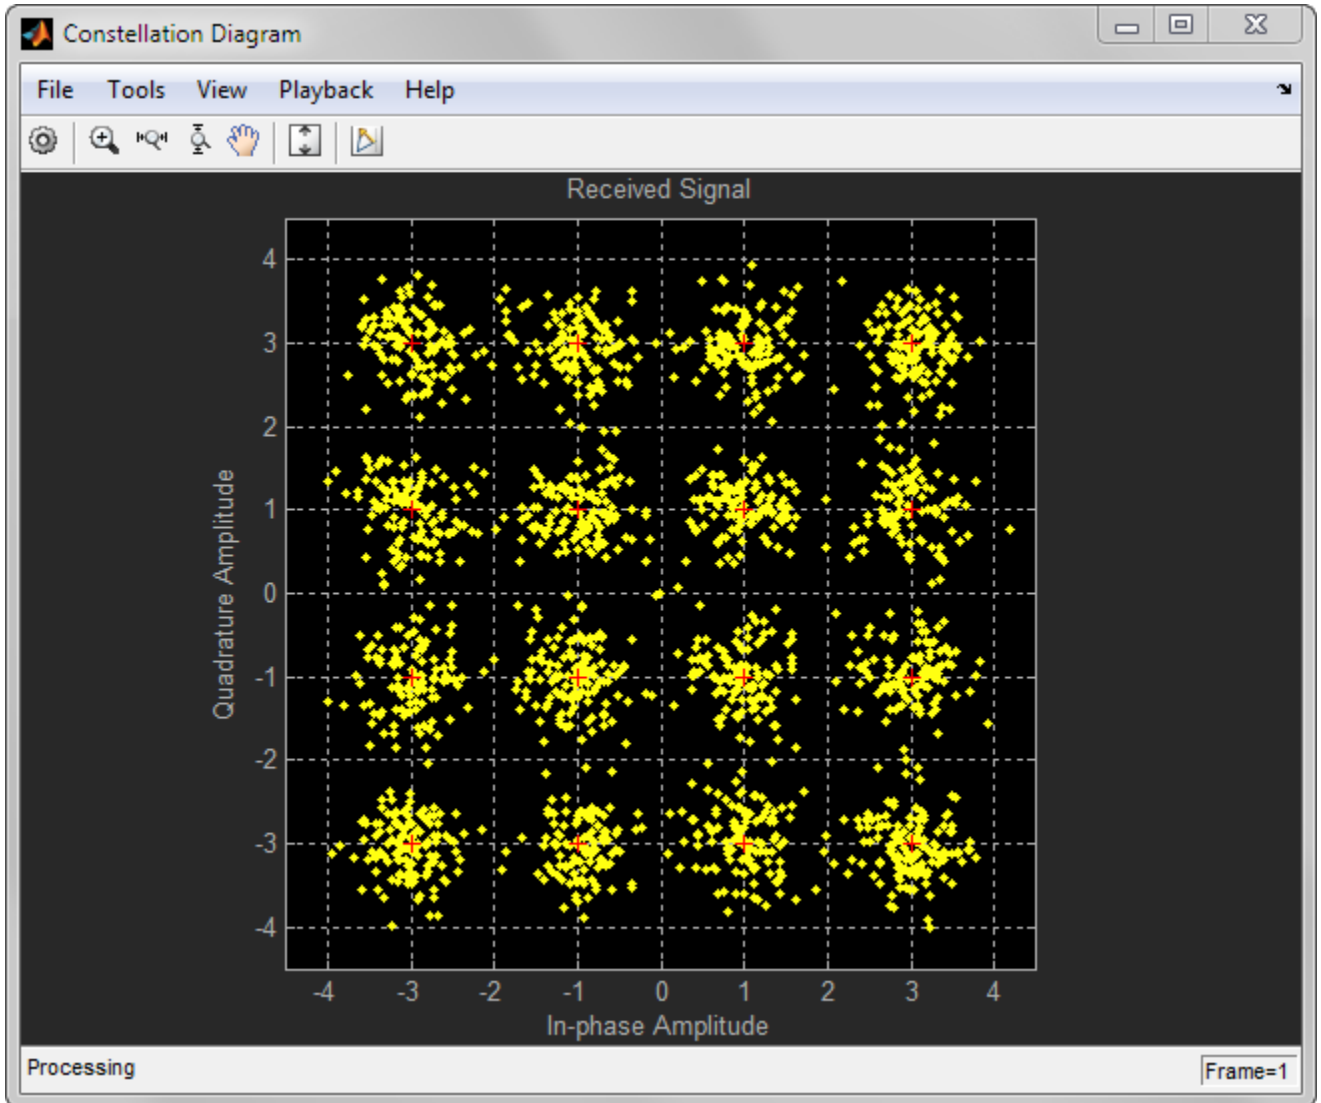 Constellation Diagram
File Tools View Playback Help
Received Signal
4
3
2
1
0
-1
-2
-3
-4
Quadrature Amplitude
-4 -3 -2 -1 0 1 2 3 4
In-phase Amplitude
Processing
Frame=1